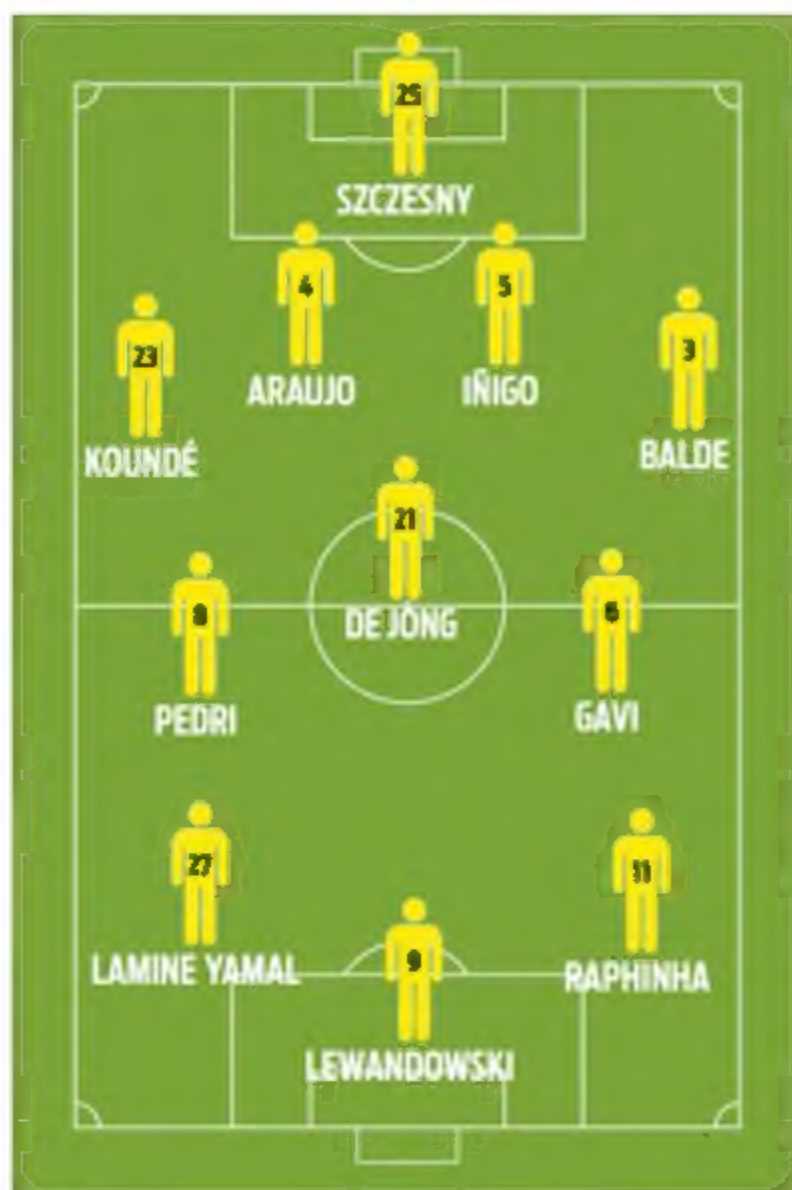 25
SZCZESNY
4
ARAUJO
5
IÑIGO
23
KOUNDÉ
3
BALDE
21
DE JONG
8
PEDRI
6
GAVI
27
LAMINE YAMAL
11
RAPHINHA
9
LEWANDOWSKI